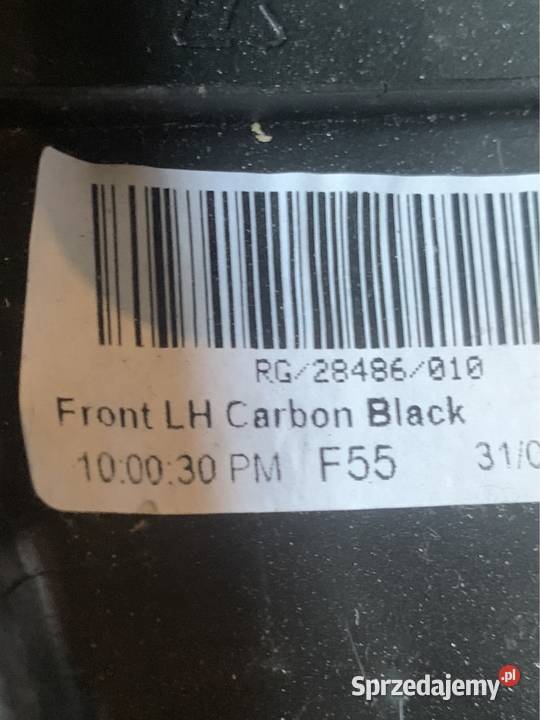 RG/28486/010
Front LH Carbon Black
10:00:30 PM F55 31/0
Sprzedajemy.pl